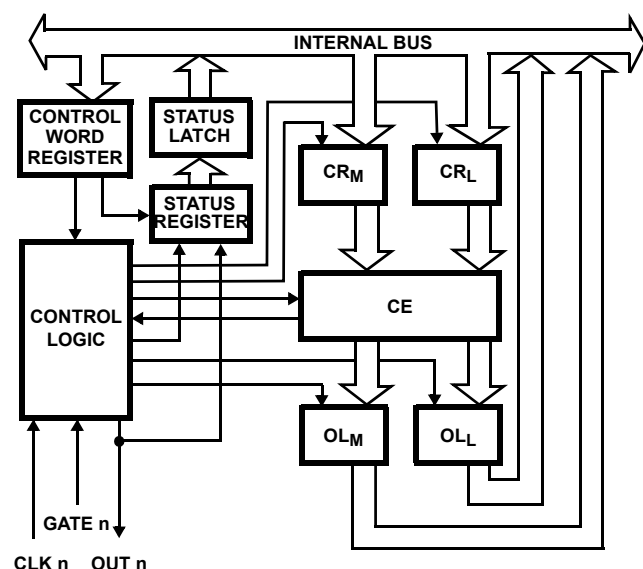 INTERNAL BUS
CONTROL
WORD
REGISTER
STATUS
LATCH
CRM
CRL
STATUS
REGISTER
CONTROL
LOGIC
CE
OLM
OLL
GATE n
CLK n
OUT n